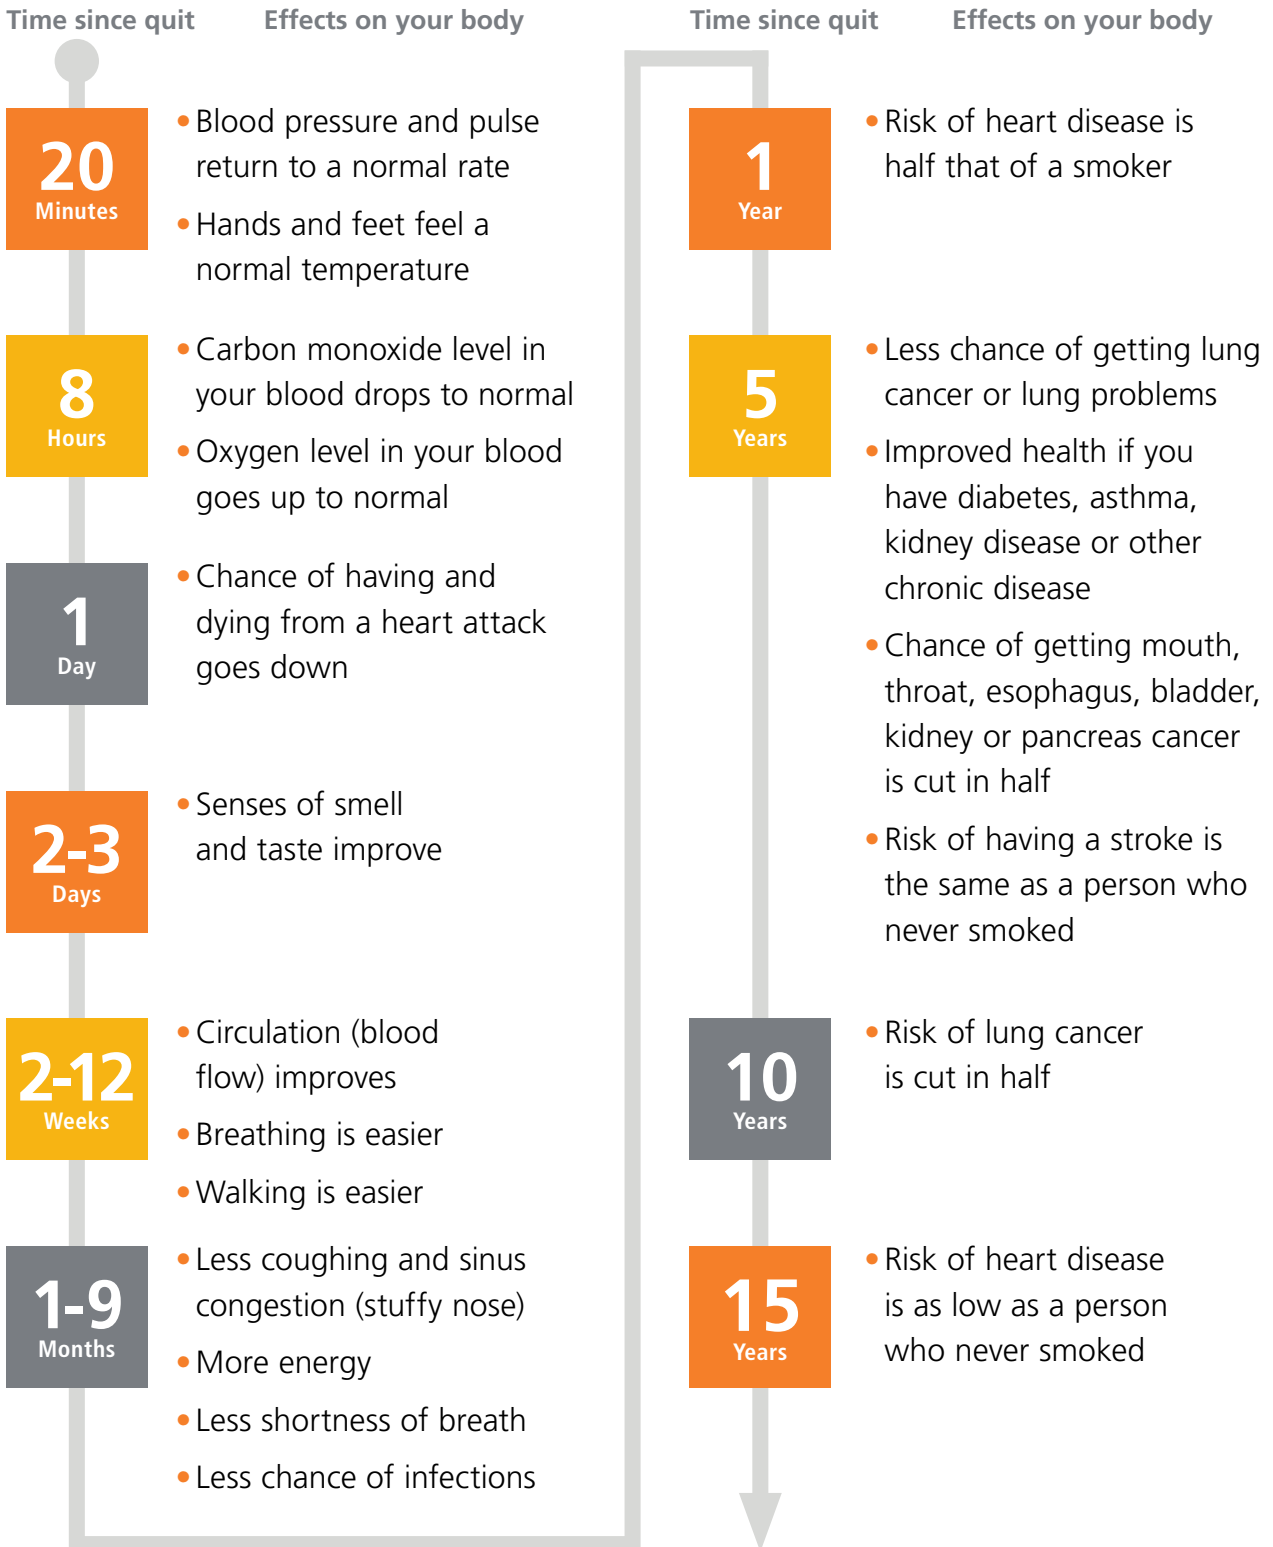 Time since quit
Effects on your body
20
Minutes
• Blood pressure and pulse
return to a normal rate
• Hands and feet feel a
normal temperature
8
Hours
• Carbon monoxide level in
your blood drops to normal
• Oxygen level in your blood
goes up to normal
1
Day
• Chance of having and
dying from a heart attack
goes down
2-3
Days
• Senses of smell
and taste improve
2-12
Weeks
• Circulation (blood
flow) improves
• Breathing is easier
• Walking is easier
1-9
Months
• Less coughing and sinus
congestion (stuffy nose)
• More energy
• Less shortness of breath
• Less chance of infections
Time since quit
Effects on your body
1
Year
• Risk of heart disease is
half that of a smoker
5
Years
• Less chance of getting lung
cancer or lung problems
• Improved health if you
have diabetes, asthma,
kidney disease or other
chronic disease
• Chance of getting mouth,
throat, esophagus, bladder,
kidney or pancreas cancer
is cut in half
• Risk of having a stroke is
the same as a person who
never smoked
10
Years
• Risk of lung cancer
is cut in half
15
Years
• Risk of heart disease
is as low as a person
who never smoked